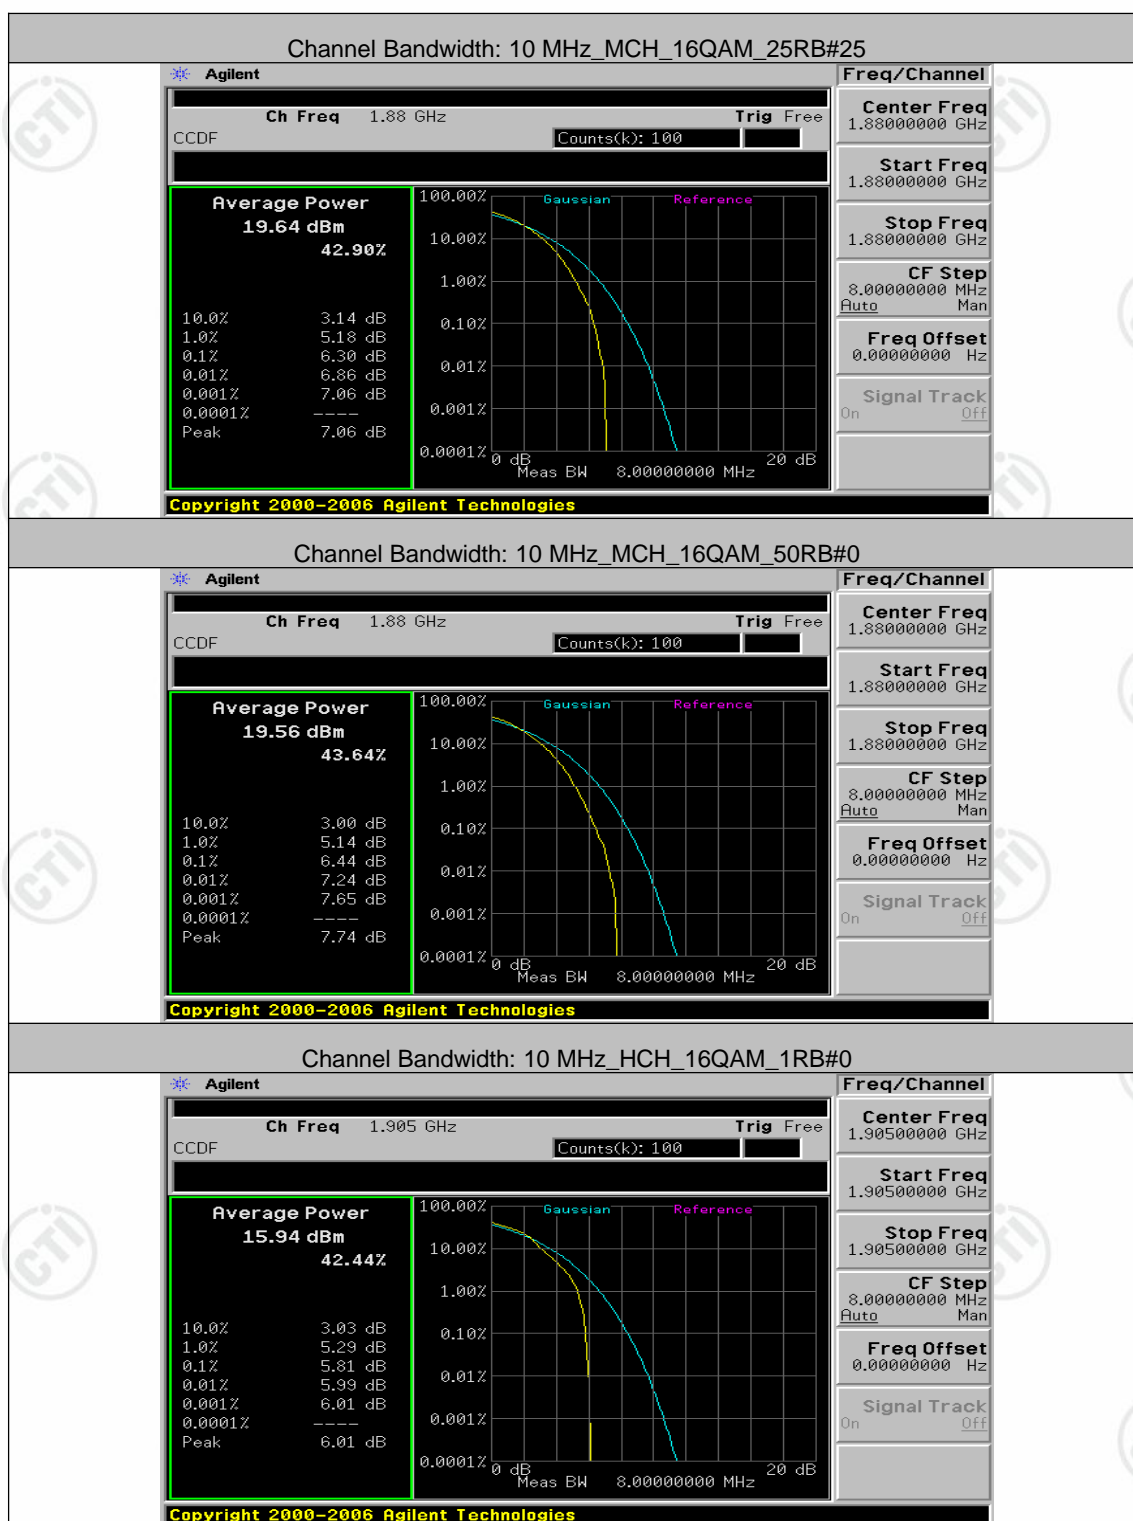 Channel Bandwidth: 10 MHz_MCH_16QAM_25RB#25
Agilent
Freq/Channel
Ch Freq 1.88 GHz Trig Free
CCDF Counts(k): 100
Center Freq
1.88000000 GHz
Start Freq
1.88000000 GHz
Stop Freq
1.88000000 GHz
CF Step
8.00000000 MHz
Auto Man
Freq Offset
0.00000000 Hz
Signal Track
On Off
Average Power
19.64 dBm
42.90%
10.0% 3.14 dB
1.0% 5.18 dB
0.1% 6.30 dB
0.01% 6.86 dB
0.001% 7.06 dB
0.0001% ----
Peak 7.06 dB
Gaussian Reference
100.00%
10.00%
1.00%
0.10%
0.01%
0.001%
0.0001%
0 dB 20 dB
Meas BW 8.00000000 MHz
Copyright 2000-2006 Agilent Technologies
Channel Bandwidth: 10 MHz_MCH_16QAM_50RB#0
Agilent
Freq/Channel
Ch Freq 1.88 GHz Trig Free
CCDF Counts(k): 100
Center Freq
1.88000000 GHz
Start Freq
1.88000000 GHz
Stop Freq
1.88000000 GHz
CF Step
8.00000000 MHz
Auto Man
Freq Offset
0.00000000 Hz
Signal Track
On Off
Average Power
19.56 dBm
43.64%
10.0% 3.00 dB
1.0% 5.14 dB
0.1% 6.44 dB
0.01% 7.24 dB
0.001% 7.65 dB
0.0001% ----
Peak 7.74 dB
Gaussian Reference
100.00%
10.00%
1.00%
0.10%
0.01%
0.001%
0.0001%
0 dB 20 dB
Meas BW 8.00000000 MHz
Copyright 2000-2006 Agilent Technologies
Channel Bandwidth: 10 MHz_HCH_16QAM_1RB#0
Agilent
Freq/Channel
Ch Freq 1.905 GHz Trig Free
CCDF Counts(k): 100
Center Freq
1.90500000 GHz
Start Freq
1.90500000 GHz
Stop Freq
1.90500000 GHz
CF Step
8.00000000 MHz
Auto Man
Freq Offset
0.00000000 Hz
Signal Track
On Off
Average Power
15.94 dBm
42.44%
10.0% 3.03 dB
1.0% 5.29 dB
0.1% 5.81 dB
0.01% 5.99 dB
0.001% 6.01 dB
0.0001% ----
Peak 6.01 dB
Gaussian Reference
100.00%
10.00%
1.00%
0.10%
0.01%
0.001%
0.0001%
0 dB 20 dB
Meas BW 8.00000000 MHz
Copyright 2000-2006 Agilent Technologies
CTI
CTI
CTI
CTI
CTI
CTI
CTI
CTI